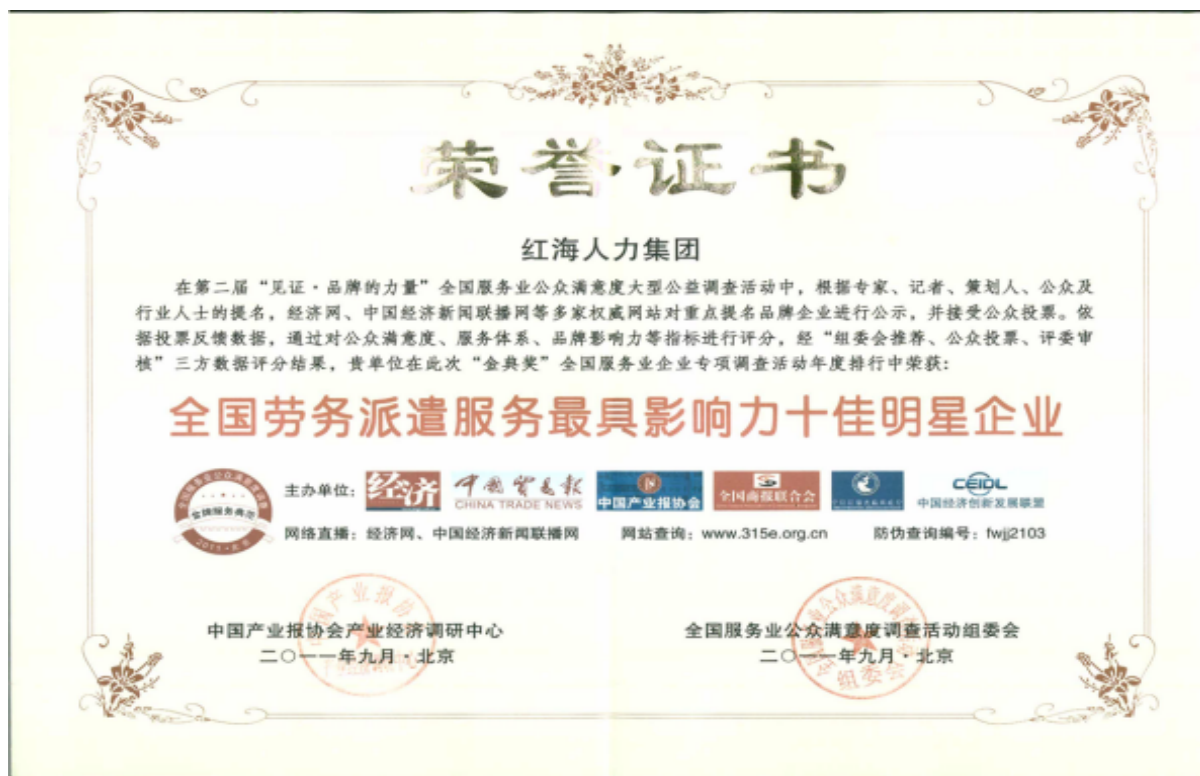 荣誉证书
红海人力集团
在第二届“见证·品牌的力量”全国服务业公众满意度大型公益调查活动中，根据专家、记者、策划人、公众及
行业人士的提名，经济网、中国经济新闻联播网等多家权威网站对重点提名品牌企业进行公示，并接受公众投票。依
据投票反馈数据，通过对公众满意度、服务体系、品牌影响力等指标进行评分，经“组委会推荐、公众投票、评委审
核”三方数据评分结果，贵单位在此次“金典奖”全国服务业企业专项调查活动年度排行中荣获：
全国劳务派遣服务最具影响力十佳明星企业
金牌服务典范
主办单位：
经济
中国贸易报
CHINA TRADE NEWS
中国产业报协会
全国商报联合会
CEIDL
中国经济创新发展联盟
网络直播：经济网、中国经济新闻联播网
网站查询：www.315e.org.cn
防伪查询编号：fwjj2103
中国产业报协会产业经济调研中心
二〇一一年九月·北京
全国服务业公众满意度调查活动组委会
二〇一一年九月·北京
组委会